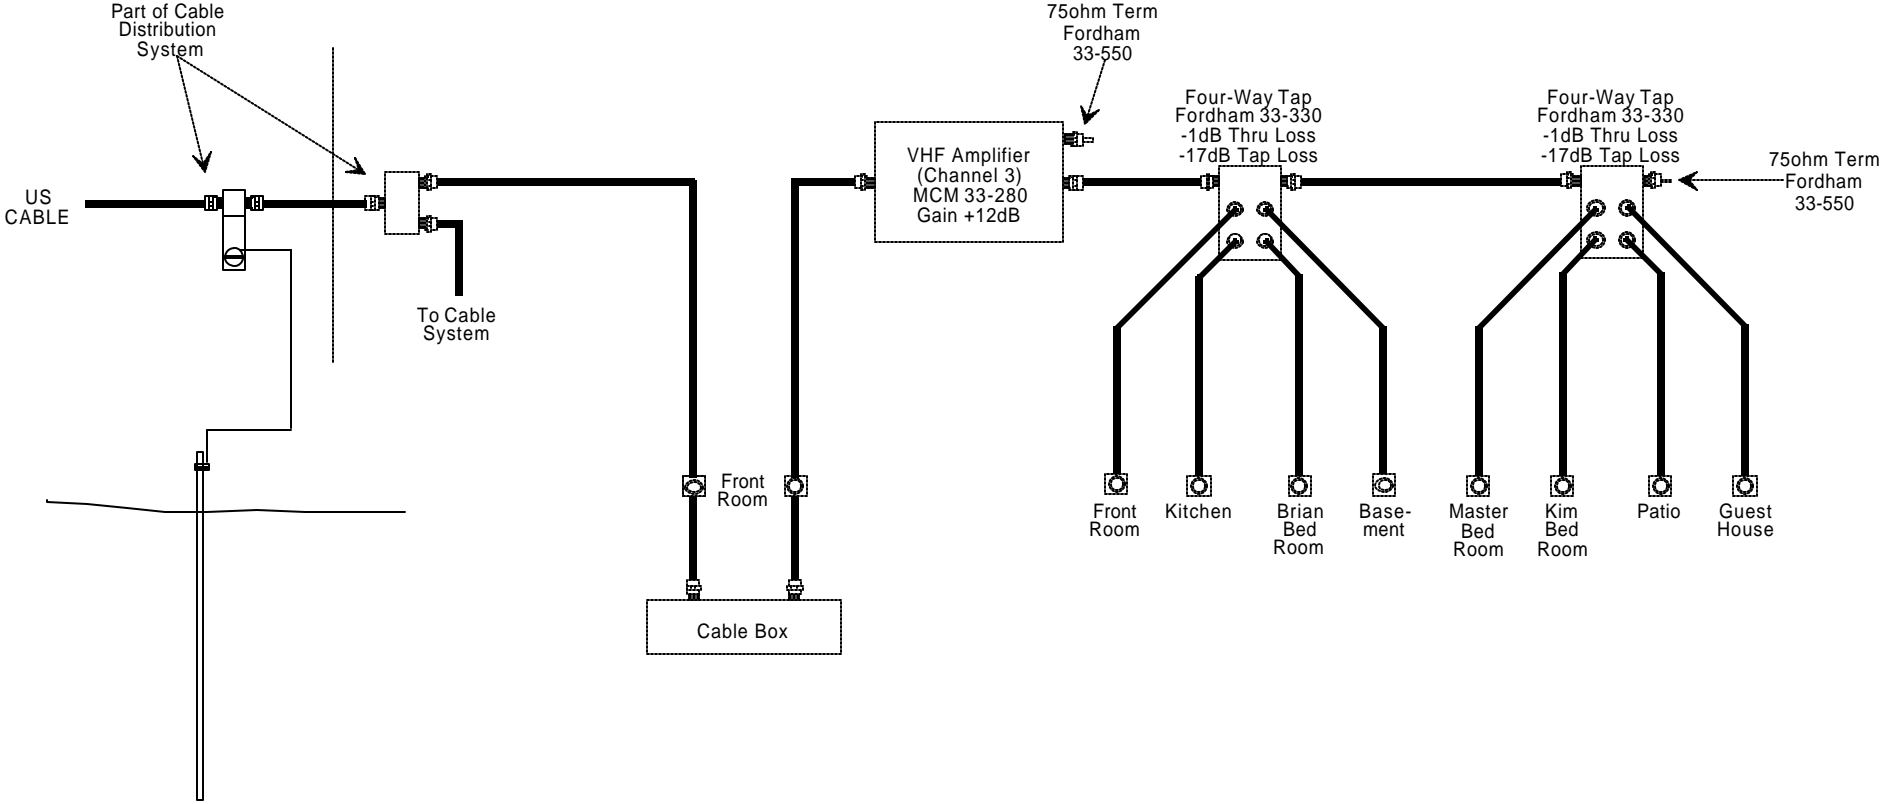 Part of Cable
Distribution
System
US
CABLE
To Cable
System
Front
Room
Cable Box
VHF Amplifier
(Channel 3)
MCM 33-280
Gain +12dB
75ohm Term
Fordham
33-550
Four-Way Tap
Fordham 33-330
-1dB Thru Loss
-17dB Tap Loss
Four-Way Tap
Fordham 33-330
-1dB Thru Loss
-17dB Tap Loss
75ohm Term
Fordham
33-550
Front
Room
Kitchen
Brian
Bed
Room
Base-
ment
Master
Bed
Room
Kim
Bed
Room
Patio
Guest
House